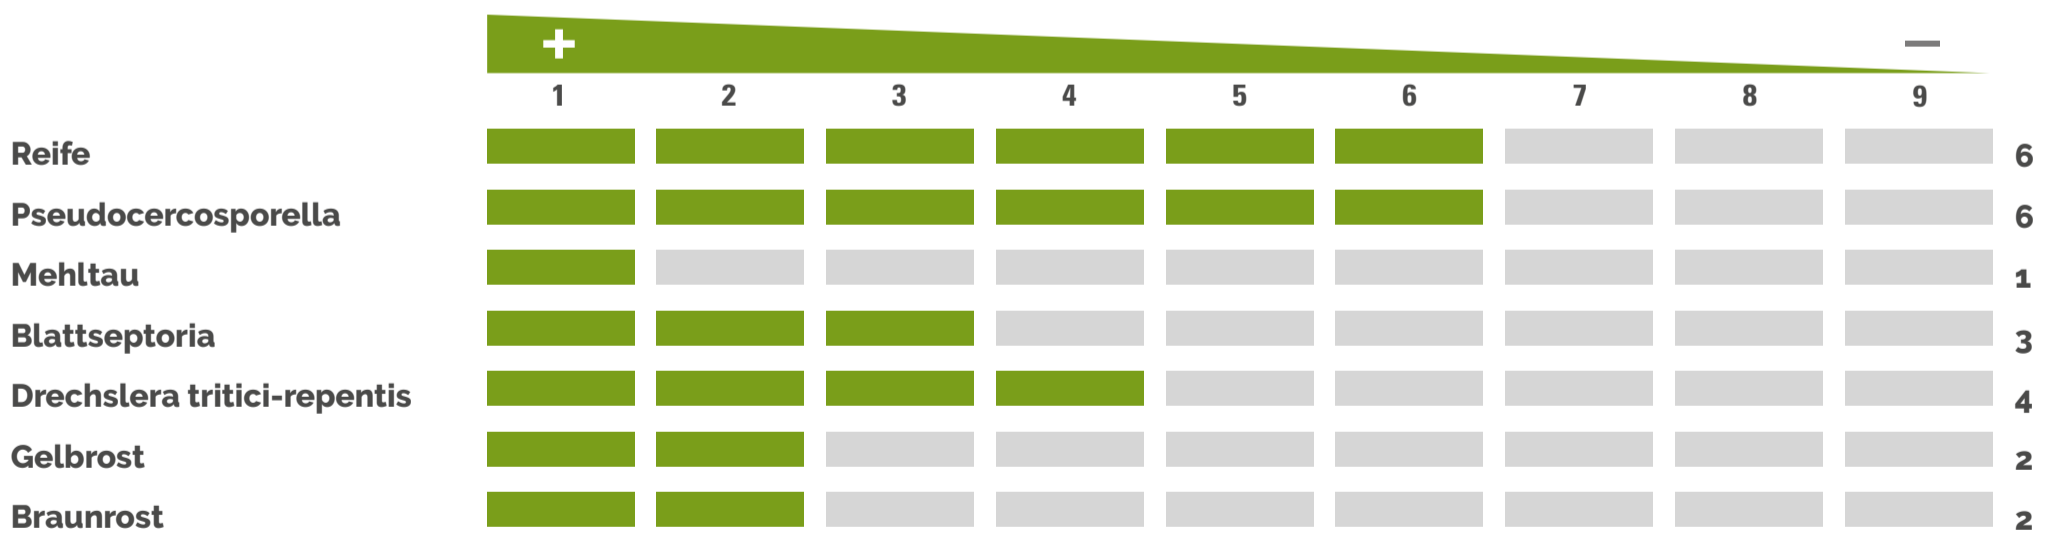 + −
1 2 3 4 5 6 7 8 9
Reife 6
Pseudocercosporella 6
Mehltau 1
Blattseptoria 3
Drechslera tritici-repentis 4
Gelbrost 2
Braunrost 2